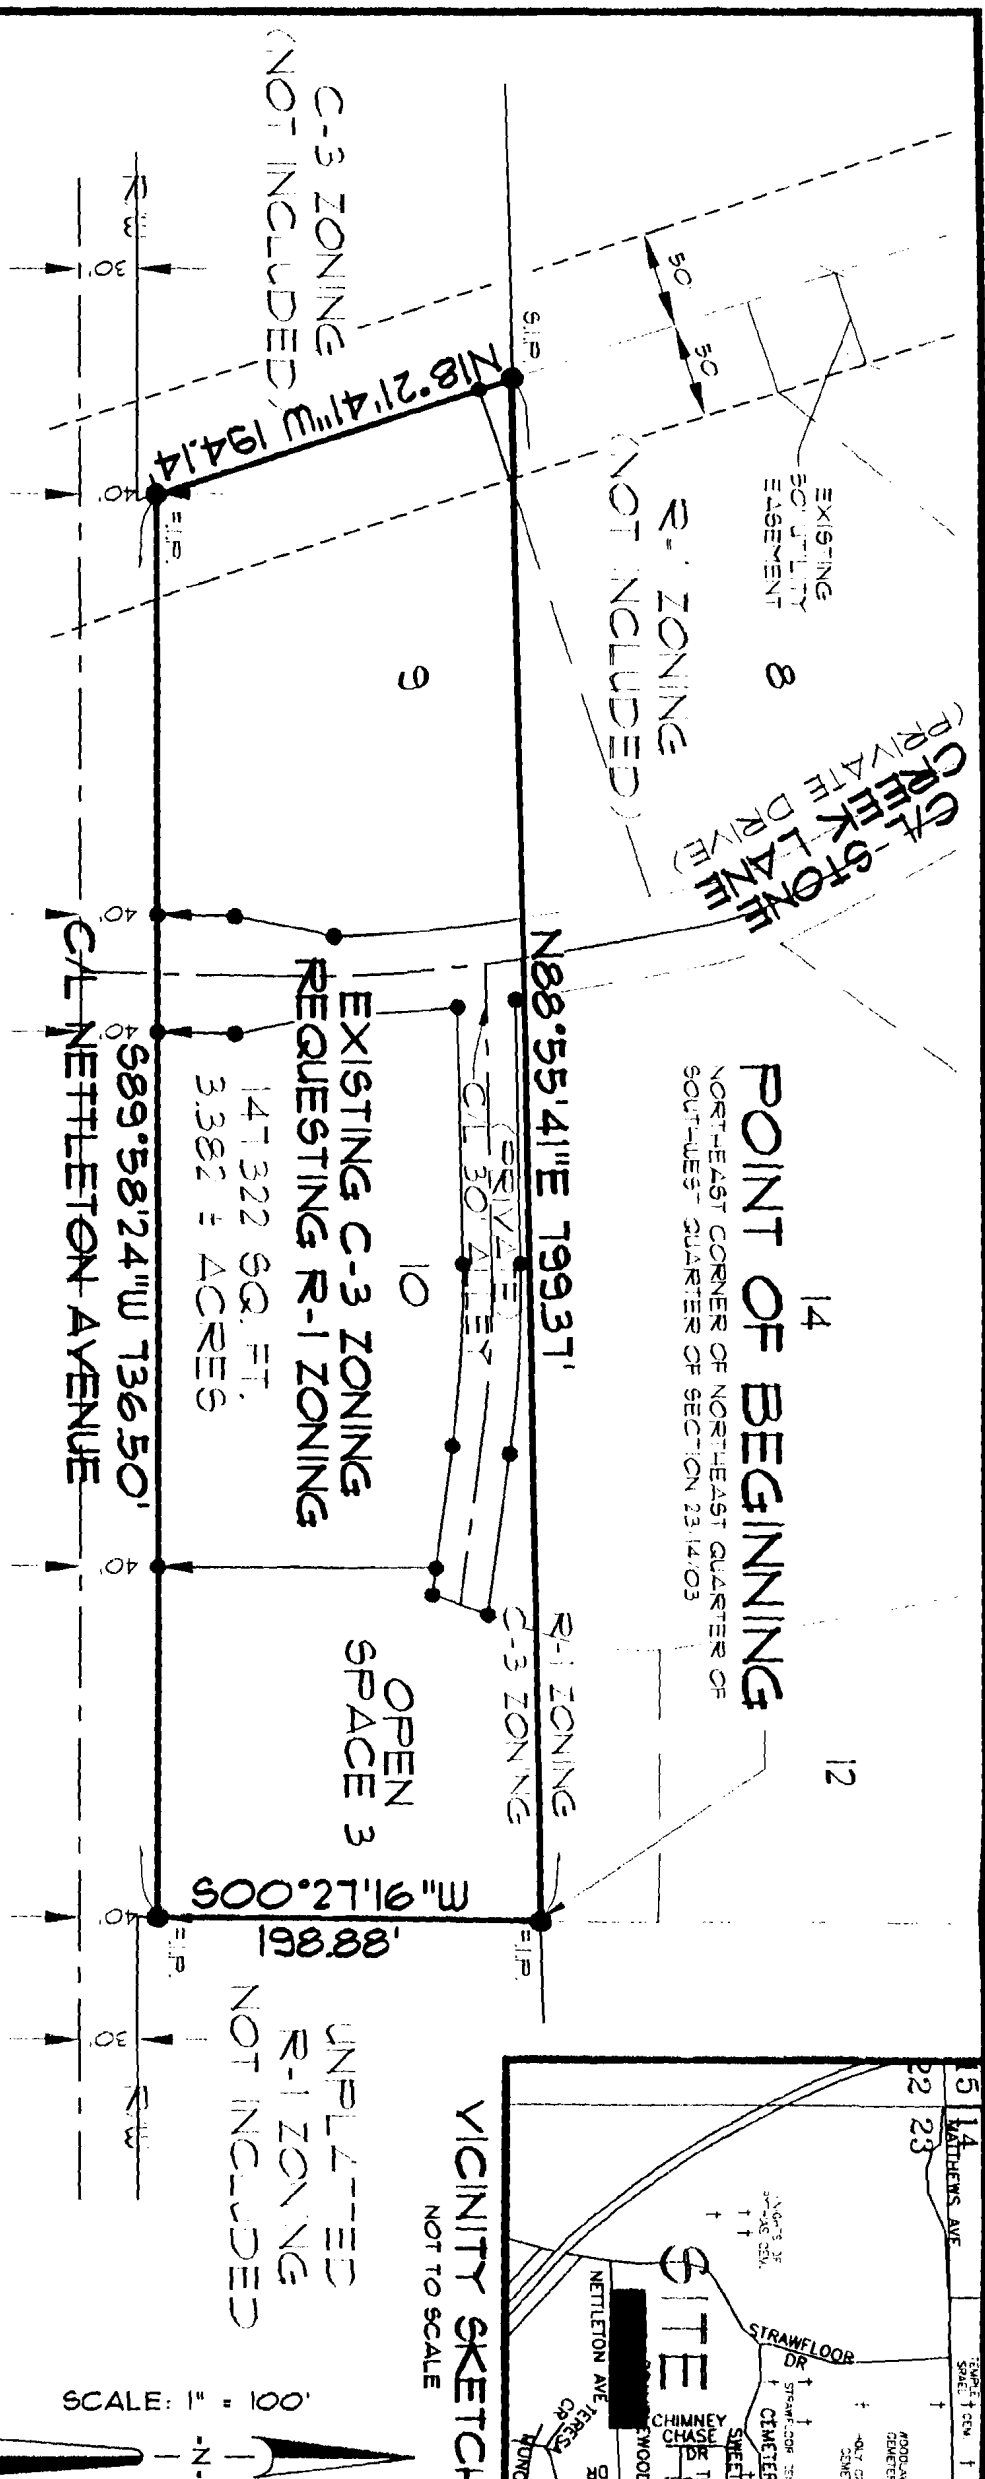 C-3 ZONING
(NOT INCLUDED)
R/W
30'
50'
50'
EXISTING
EASEMENT
8
R-1 ZONING
(NOT INCLUDED)
C/L STONE
CREEK LANE
(PRIVATE DRIVE)
S.I.P.
N18°21'41"W 194.14'
F.I.P.
40'
9
N88°55'41"E 799.37'
POINT OF BEGINNING
NORTHEAST CORNER OF NORTHEAST QUARTER OF
SOUTHWEST QUARTER OF SECTION 23-14/03
14
12
(PRIVATE)
C/L 30' ALLEY
10
EXISTING C-3 ZONING
REQUESTING R-1 ZONING
147322 SQ. FT.
3.382 ± ACRES
40'
40'
S89°58'24"W 736.50'
C/L NETTLETON AVENUE
40'
R-1 ZONING
C-3 ZONING
OPEN
SPACE 3
S00°27'16"W
198.88'
F.I.P.
F.I.P.
40'
30'
R/W
UNPLATTED
R-1 ZONING
NOT INCLUDED
15 14
22 23
MATTHEWS AVE
SITE
STRAWFLOOR
DR
NETTLETON AVE
TERESA
CR
CHIMNEY
CHASE
DR
VICINITY SKETCH
NOT TO SCALE
SCALE: 1" = 100'
-N-